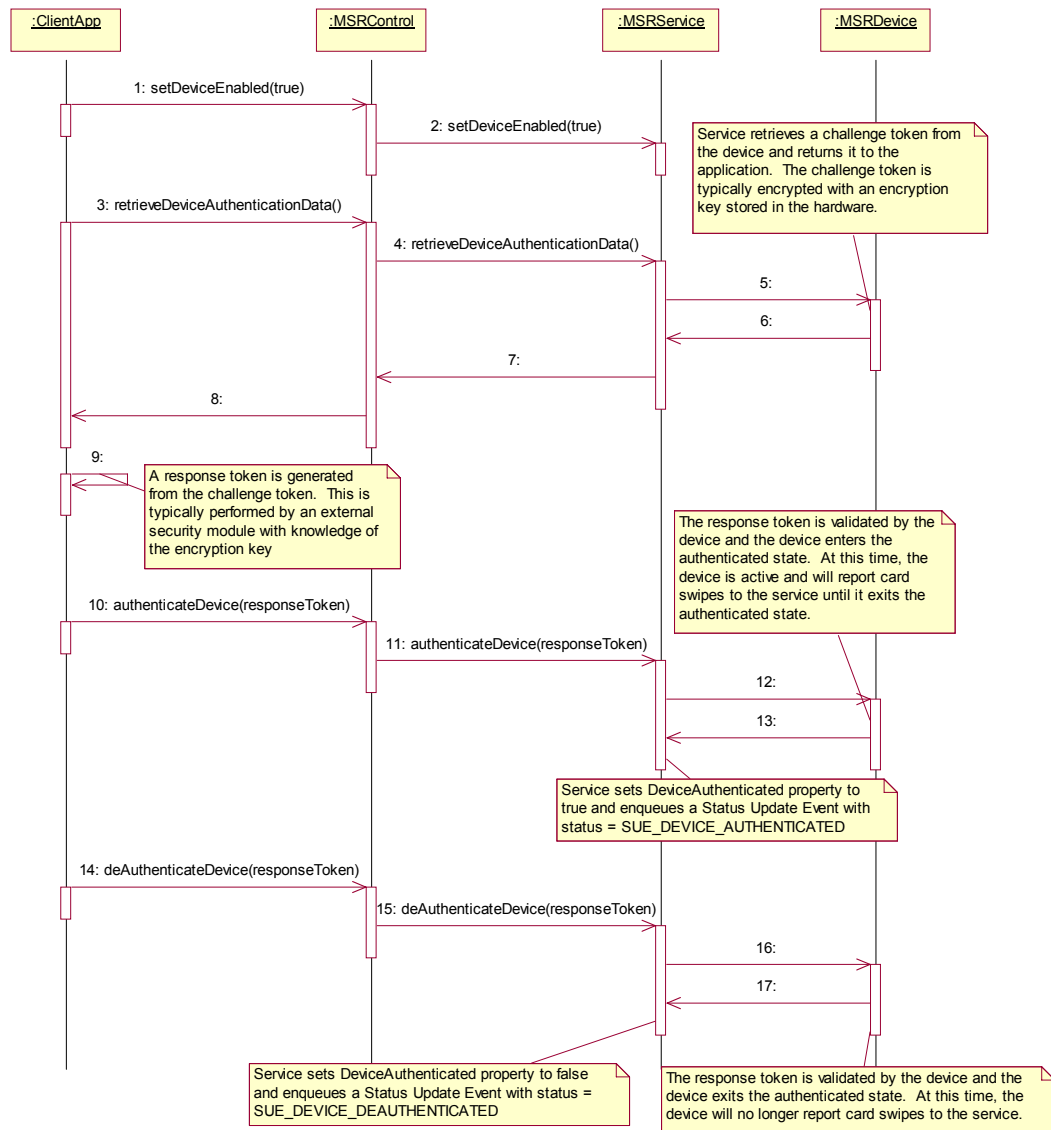 :ClientApp
:MSRControl
:MSRService
:MSRDevice
1: setDeviceEnabled(true)
2: setDeviceEnabled(true)
Service retrieves a challenge token from
the device and returns it to the
application. The challenge token is
typically encrypted with an encryption
key stored in the hardware.
3: retrieveDeviceAuthenticationData()
4: retrieveDeviceAuthenticationData()
5:
6:
7:
8:
9:
A response token is generated
from the challenge token. This is
typically performed by an external
security module with knowledge of
the encryption key
The response token is validated by the
device and the device enters the
authenticated state. At this time, the
device is active and will report card
swipes to the service until it exits the
authenticated state.
10: authenticateDevice(responseToken)
11: authenticateDevice(responseToken)
12:
13:
Service sets DeviceAuthenticated property to
true and enqueues a Status Update Event with
status = SUE_DEVICE_AUTHENTICATED
14: deAuthenticateDevice(responseToken)
15: deAuthenticateDevice(responseToken)
16:
17:
Service sets DeviceAuthenticated property to false
and enqueues a Status Update Event with status =
SUE_DEVICE_DEAUTHENTICATED
The response token is validated by the device and the
device exits the authenticated state. At this time, the
device will no longer report card swipes to the service.